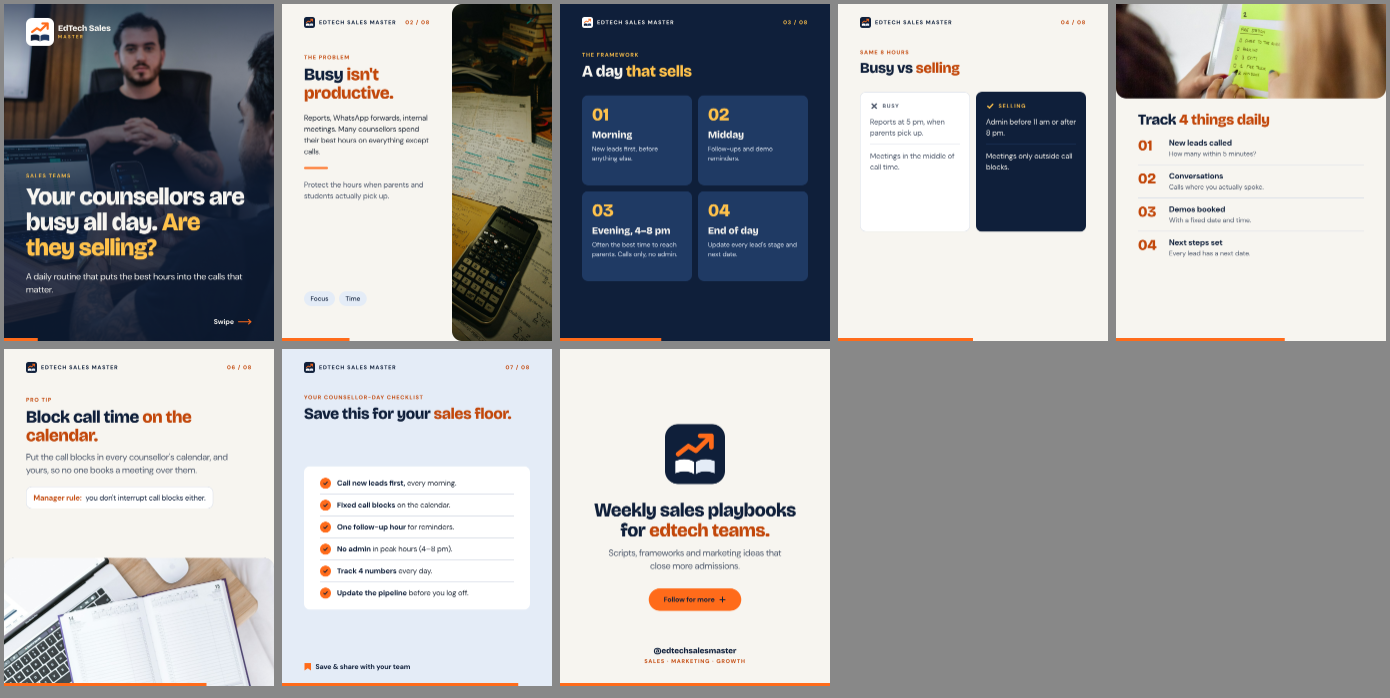 EdTech Sales
MASTER
SALES TEAMS
Your counsellors are
busy all day. Are
they selling?
A daily routine that puts the best hours into the calls that
matter.
Swipe
EDTECH SALES MASTER
02 / 08
THE PROBLEM
Busy isn't
productive.
Reports, WhatsApp forwards, internal
meetings. Many counsellors spend
their best hours on everything except
calls.
Protect the hours when parents and
students actually pick up.
Focus
Time
EDTECH SALES MASTER
03 / 08
THE FRAMEWORK
A day that sells
01
Morning
New leads first, before
anything else.
02
Midday
Follow-ups and demo
reminders.
03
Evening, 4–8 pm
Often the best time to reach
parents. Calls only, no admin.
04
End of day
Update every lead's stage and
next date.
EDTECH SALES MASTER
04 / 08
SAME 8 HOURS
Busy vs selling
BUSY
Reports at 5 pm, when
parents pick up.
Meetings in the middle of
call time.
SELLING
Admin before 11 am or after
8 pm.
Meetings only outside call
blocks.
Track 4 things daily
01
New leads called
How many within 5 minutes?
02
Conversations
Calls where you actually spoke.
03
Demos booked
With a fixed date and time.
04
Next steps set
Every lead has a next date.
EDTECH SALES MASTER
06 / 08
PRO TIP
Block call time on the
calendar.
Put the call blocks in every counsellor's calendar, and
yours, so no one books a meeting over them.
Manager rule: you don't interrupt call blocks either.
EDTECH SALES MASTER
07 / 08
YOUR COUNSELLOR-DAY CHECKLIST
Save this for your sales floor.
Call new leads first, every morning.
Fixed call blocks on the calendar.
One follow-up hour for reminders.
No admin in peak hours (4–8 pm).
Track 4 numbers every day.
Update the pipeline before you log off.
Save & share with your team
Weekly sales playbooks
for edtech teams.
Scripts, frameworks and marketing ideas that
close more admissions.
Follow for more +
@edtechsalesmaster
SALES · MARKETING · GROWTH